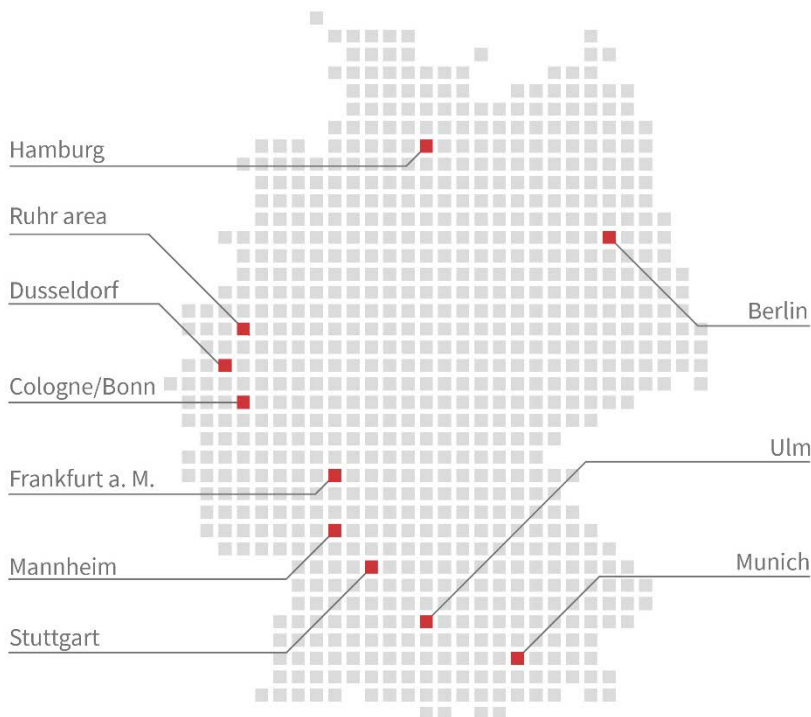 Hamburg
Ruhr area
Dusseldorf
Berlin
Cologne/Bonn
Ulm
Frankfurt a. M.
Mannheim
Munich
Stuttgart